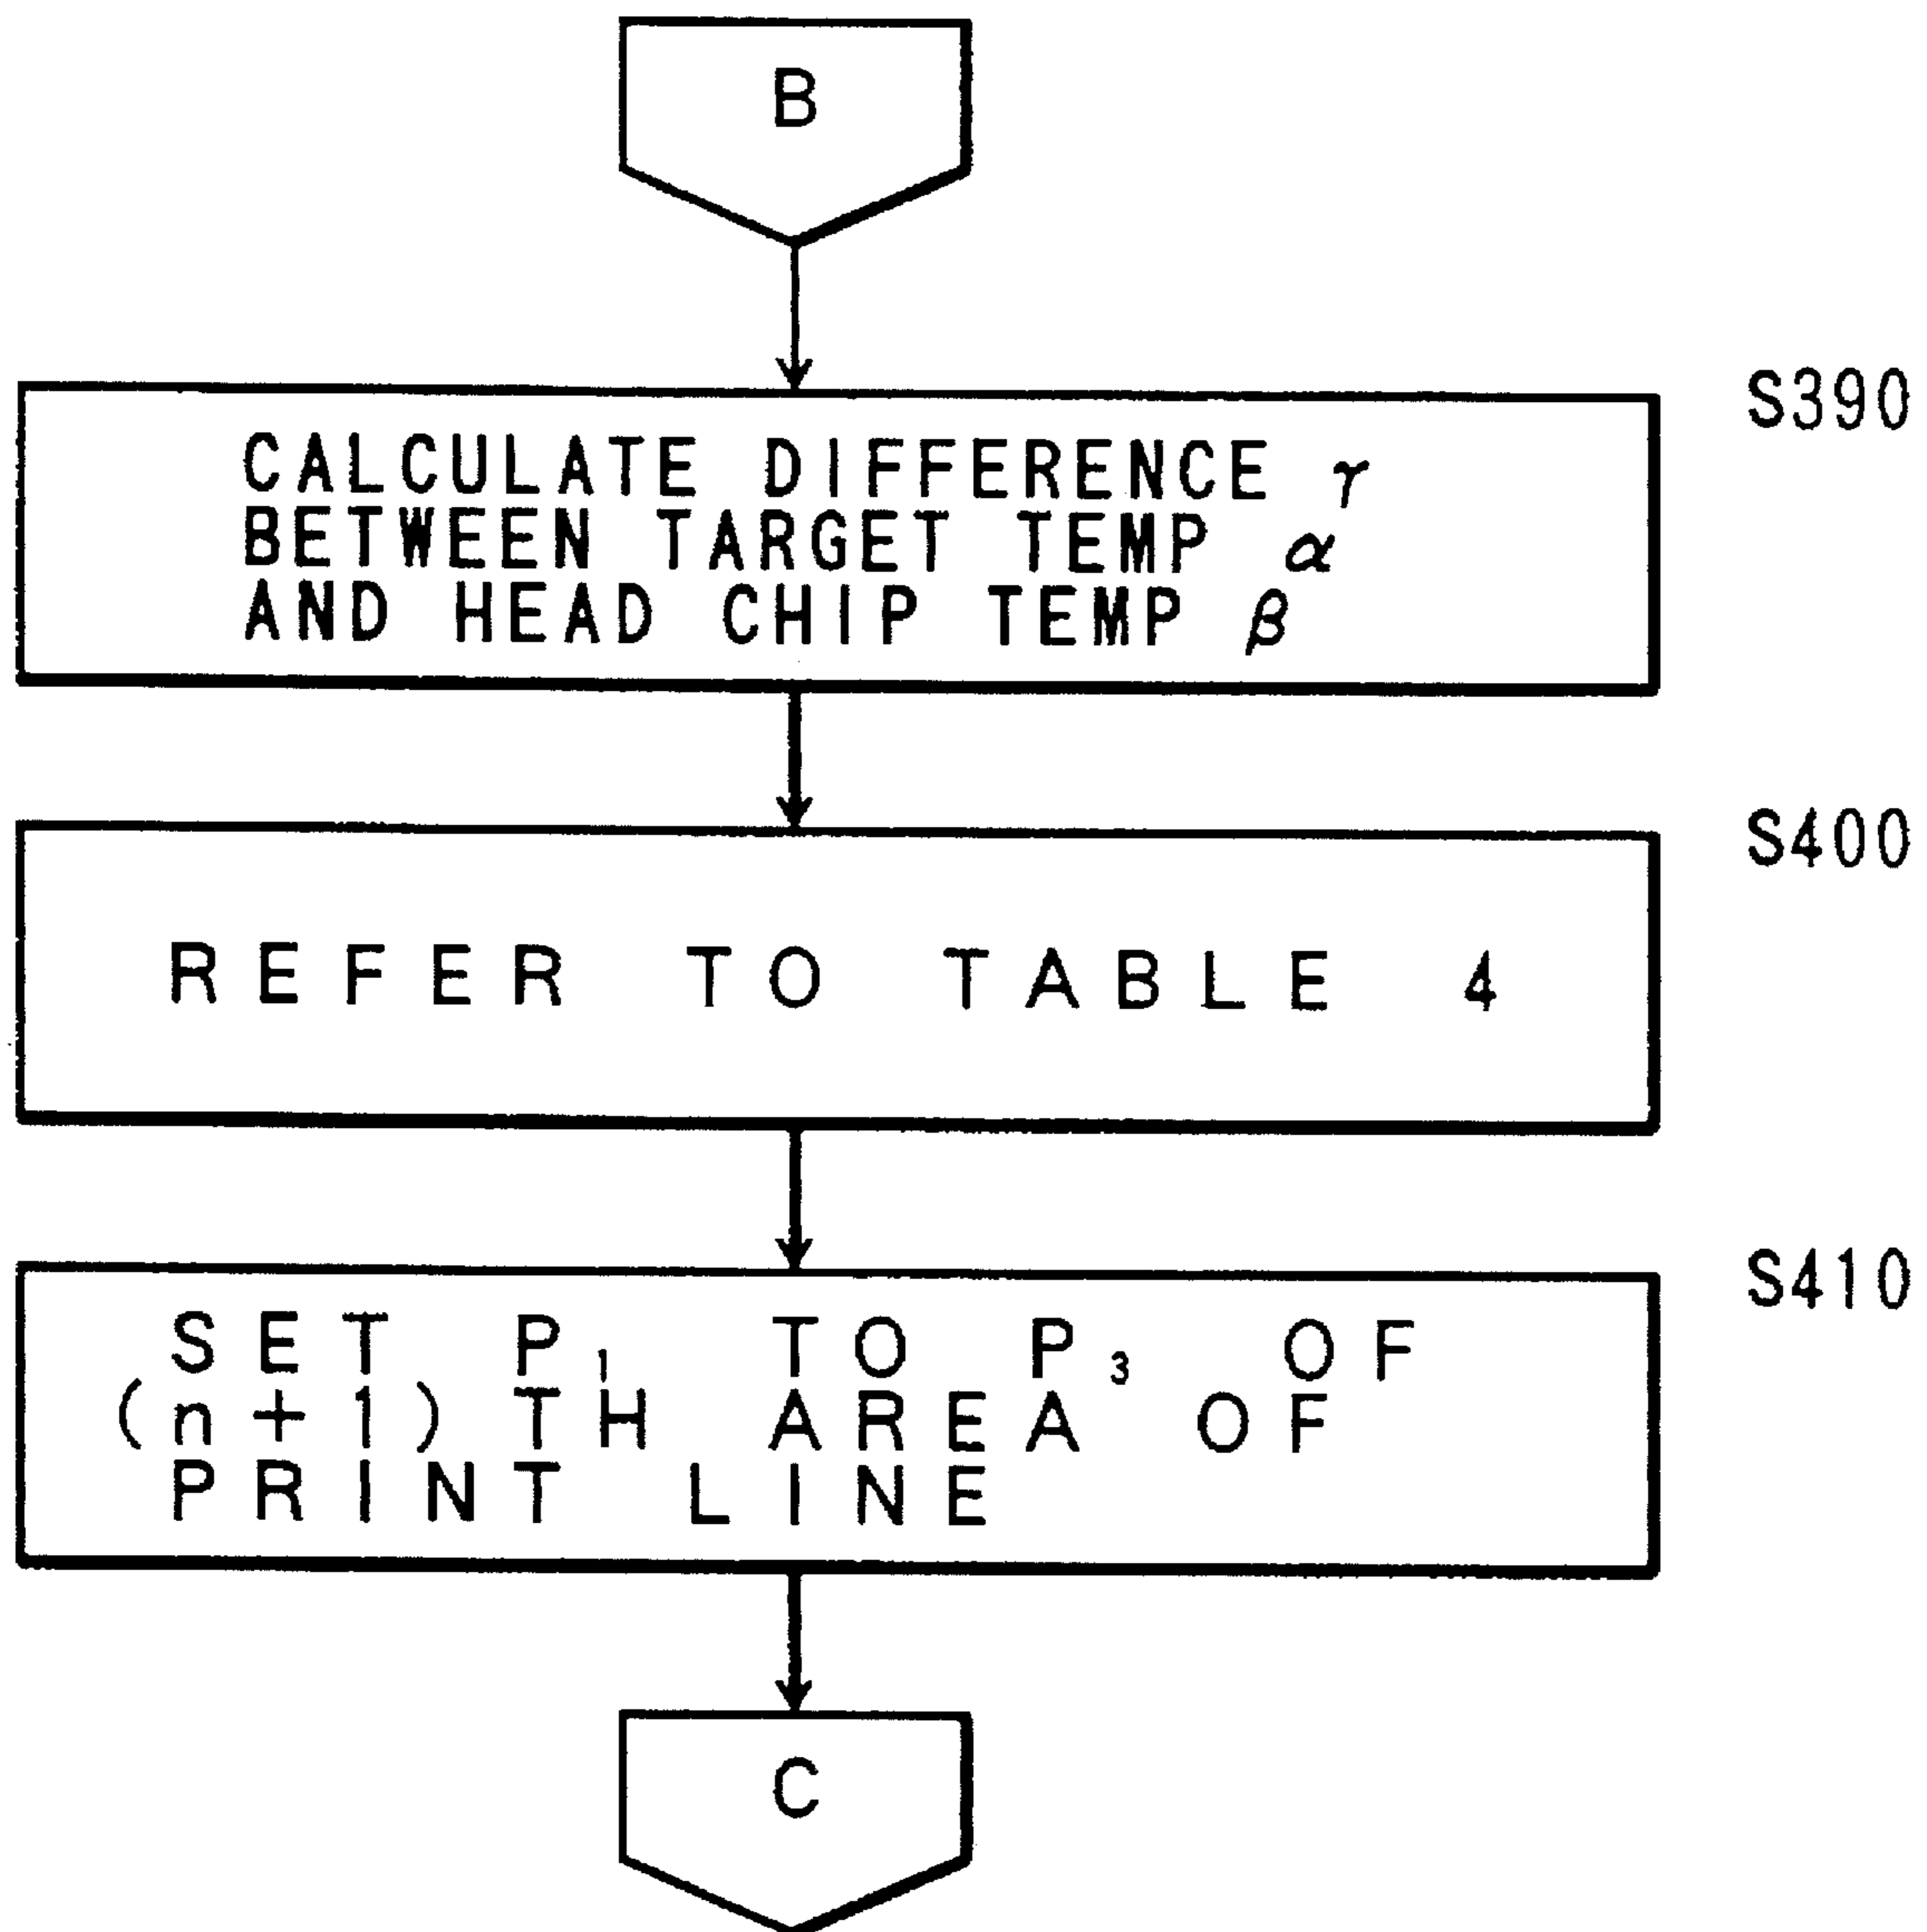 B
S390
CALCULATE DIFFERENCE γ
BETWEEN TARGET TEMP α
AND HEAD CHIP TEMP β
S400
REFER TO TABLE 4
S410
SET P₁ TO P₃ OF
(n+1)TH AREA OF
PRINT LINE
C